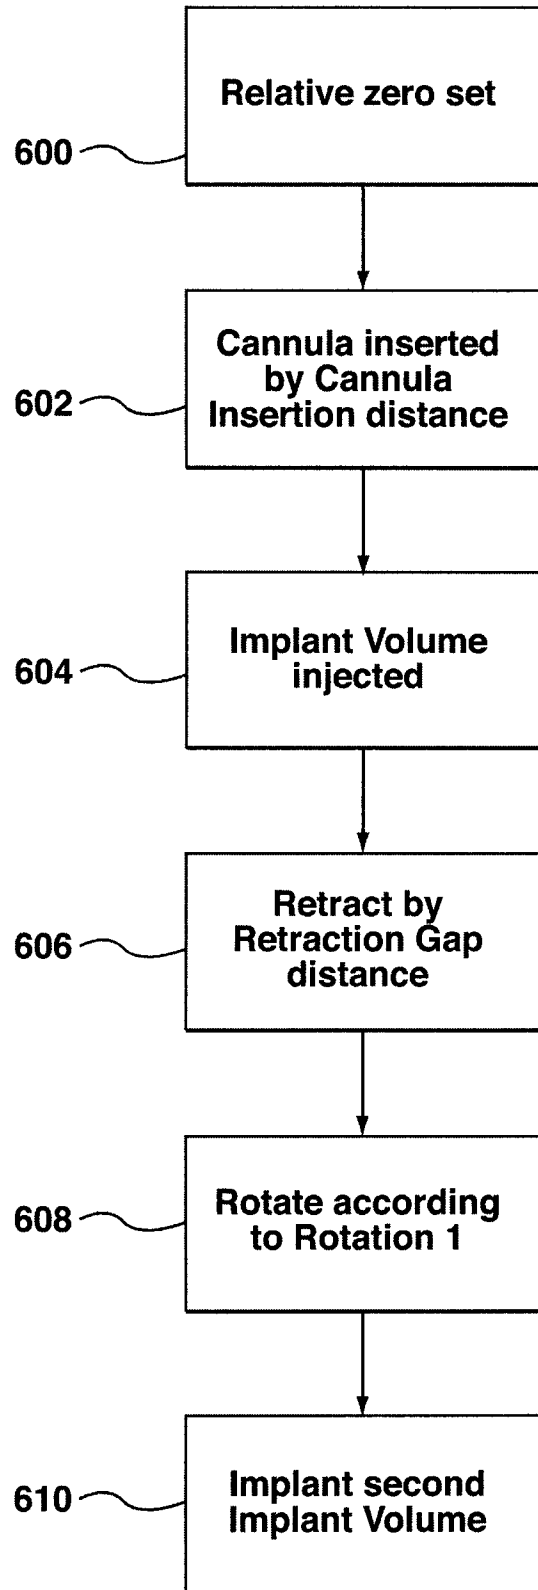 Relative zero set
600
Cannula inserted
by Cannula
Insertion distance
602
Implant Volume
injected
604
Retract by
Retraction Gap
distance
606
Rotate according
to Rotation 1
608
Implant second
Implant Volume
610